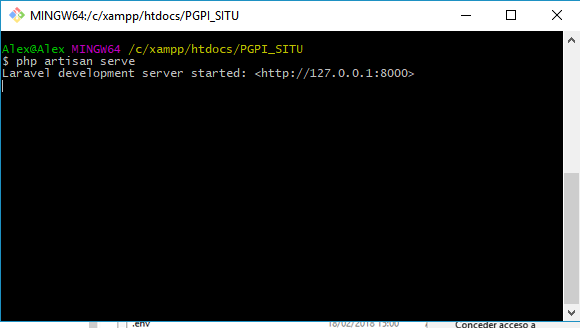 MINGW64:/c/xampp/htdocs/PGPI_SITU
Alex@Alex MINGW64 /c/xampp/htdocs/PGPI_SITU
$ php artisan serve
Laravel development server started: <http://127.0.0.1:8000>
.env 18/02/2018 15:00 Conceder acceso a